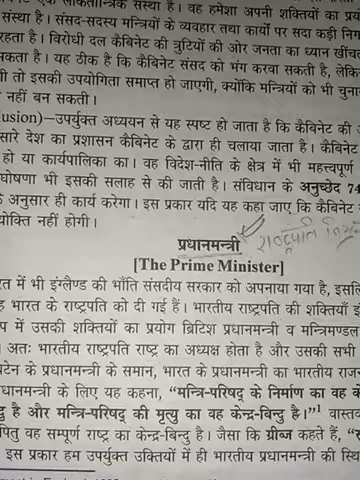 एक लोकतान्त्रिक संस्था है। वह हमेशा अपनी शक्तियों का प्र
संस्था है। संसद-सदस्य मन्त्रियों के व्यवहार तथा कार्यों पर सदा कड़ी निग
रहता है। विरोधी दल कैबिनेट की त्रुटियों की ओर जनता का ध्यान खींच
यह ठीक है कि कैबिनेट संसद को भंग करवा सकती है, लेकि
तो इसकी उपयोगिता समाप्त हो जाएगी, क्योंकि मन्त्रियों को भी चुना
नहीं बन सकती।
usion)—उपर्युक्त अध्ययन से यह स्पष्ट हो जाता है कि कैबिनेट की
सारे देश का प्रशासन कैबिनेट के द्वारा ही चलाया जाता है। कैबिनेट
हो या कार्यपालिका का। वह विदेश-नीति के क्षेत्र में भी महत्त्वपूर्ण
घोषणा भी इसकी सलाह से की जाती है। संविधान के अनुच्छेद 74
अनुसार ही कार्य करेगा। इस प्रकार यदि यह कहा जाए कि कैबिनेट
योक्ति नहीं होगी।
प्रधानमन्त्री राष्ट्रपति
[The Prime Minister]
रत में भी इंग्लैण्ड की भाँति संसदीय सरकार को अपनाया गया है, इसलि
ह भारत के राष्ट्रपति को दी गई हैं। भारतीय राष्ट्रपति की शक्तियाँ इं
प में उसकी शक्तियों का प्रयोग ब्रिटिश प्रधानमन्त्री व मन्त्रिमण्डल
अतः भारतीय राष्ट्रपति राष्ट्र का अध्यक्ष होता है और उसकी सभी
ब्रिटेन के प्रधानमन्त्री के समान, भारत के प्रधानमन्त्री का भारतीय राज
धानमन्त्री के लिए यह कहना, “मन्त्रि-परिषद् के निर्माण का वह के
दु है और मन्त्रि-परिषद् की मृत्यु का वह केन्द्र-बिन्दु है।”¹ वास्तव
पितु वह सम्पूर्ण राष्ट्र का केन्द्र-बिन्दु है। जैसा कि ग्रीब्ज कहते हैं,
इस प्रकार हम उपर्युक्त उक्तियों में ही भारतीय प्रधानमन्त्री की स्थि